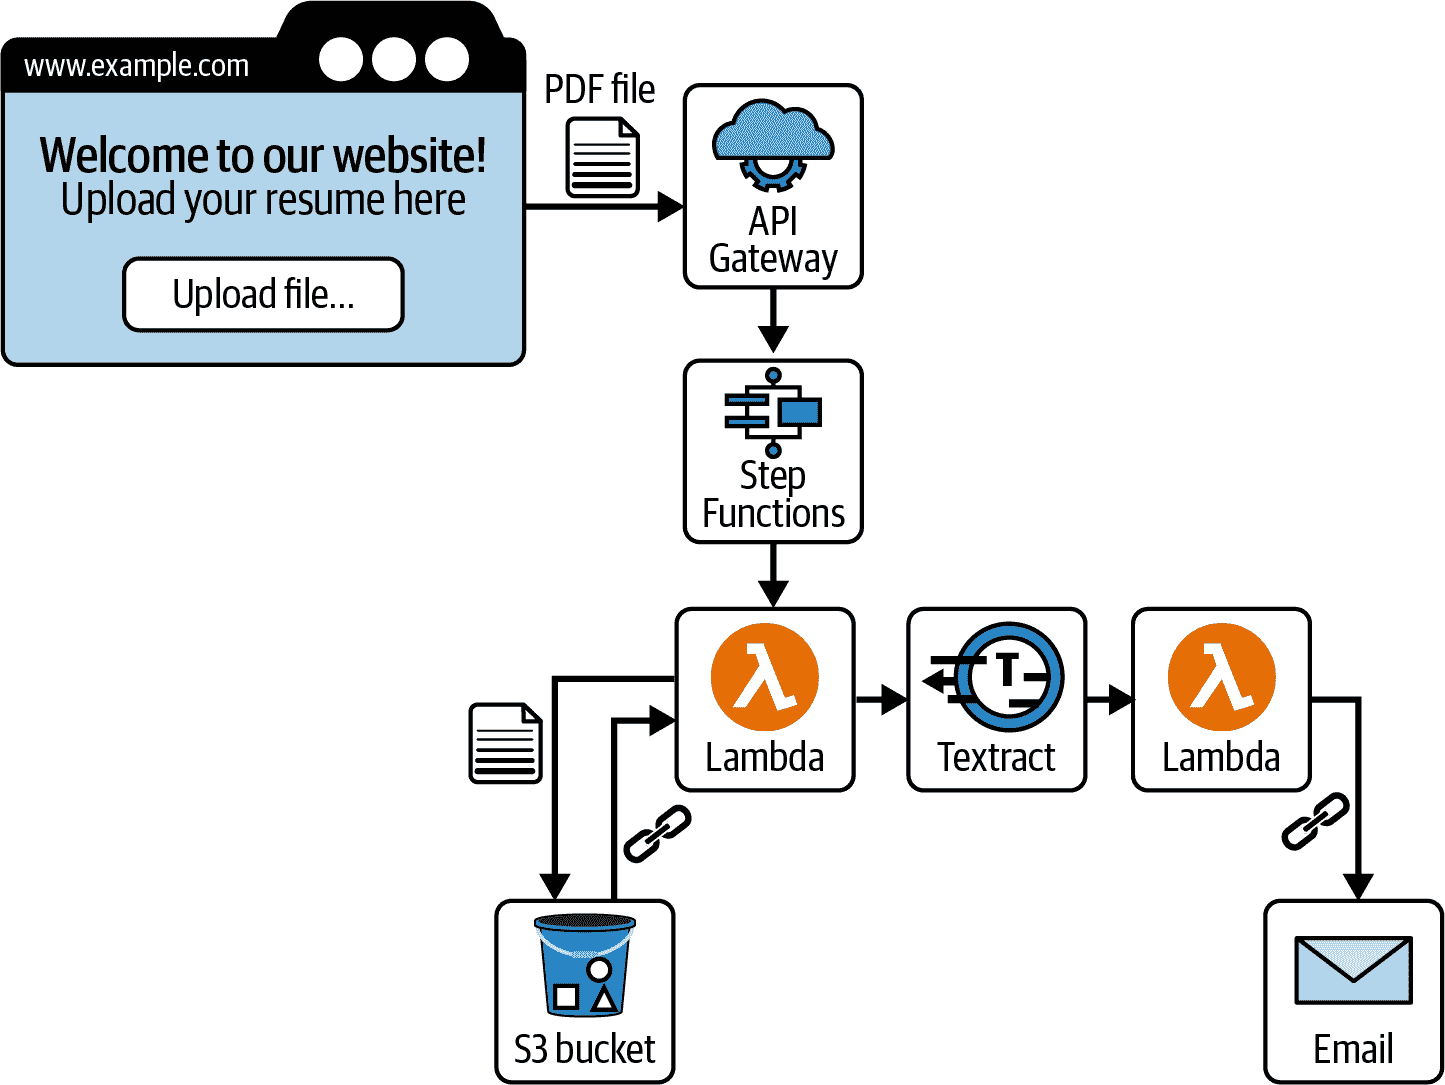 www.example.com
PDF file
Welcome to our website!
Upload your resume here
Upload file...
API
Gateway
Step
Functions
Lambda
Textract
Lambda
S3 bucket
Email